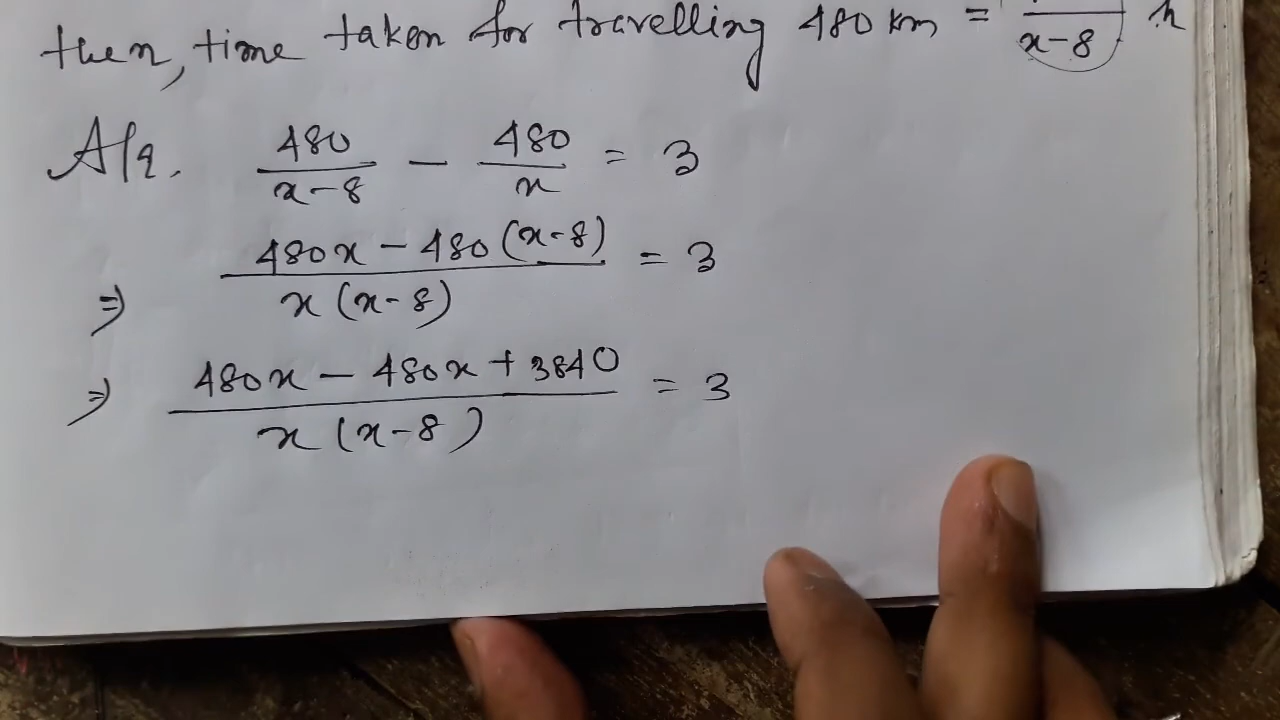 then, time taken for travelling 480 km = /(x-8) h
A/q. 480/(x-8) - 480/x = 3
⇒ (480x - 480(x-8))/(x(x-8)) = 3
⇒ (480x - 480x + 3840)/(x(x-8)) = 3